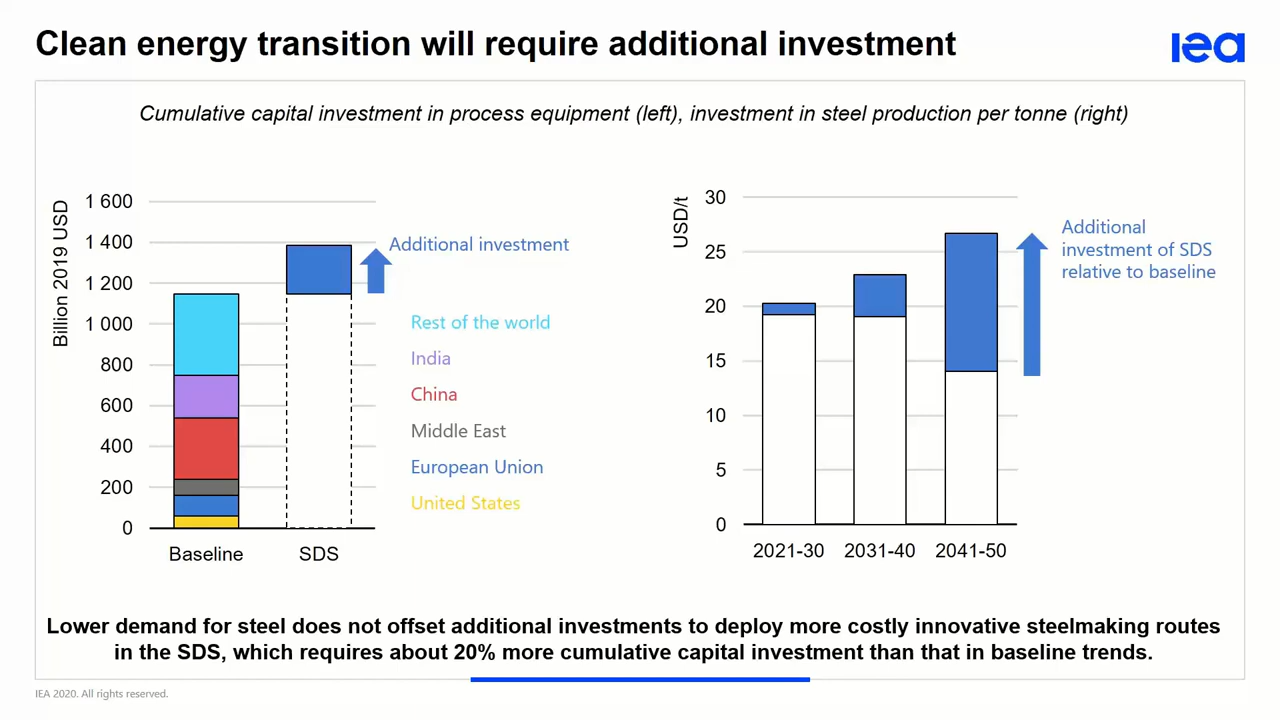 Clean energy transition will require additional investment
iea
Cumulative capital investment in process equipment (left), investment in steel production per tonne (right)
Billion 2019 USD
1 600
1 400
1 200
1 000
800
600
400
200
0
Baseline
SDS
Additional investment
Rest of the world
India
China
Middle East
European Union
United States
USD/t
30
25
20
15
10
5
0
2021-30
2031-40
2041-50
Additional
investment of SDS
relative to baseline
Lower demand for steel does not offset additional investments to deploy more costly innovative steelmaking routes
in the SDS, which requires about 20% more cumulative capital investment than that in baseline trends.
IEA 2020. All rights reserved.